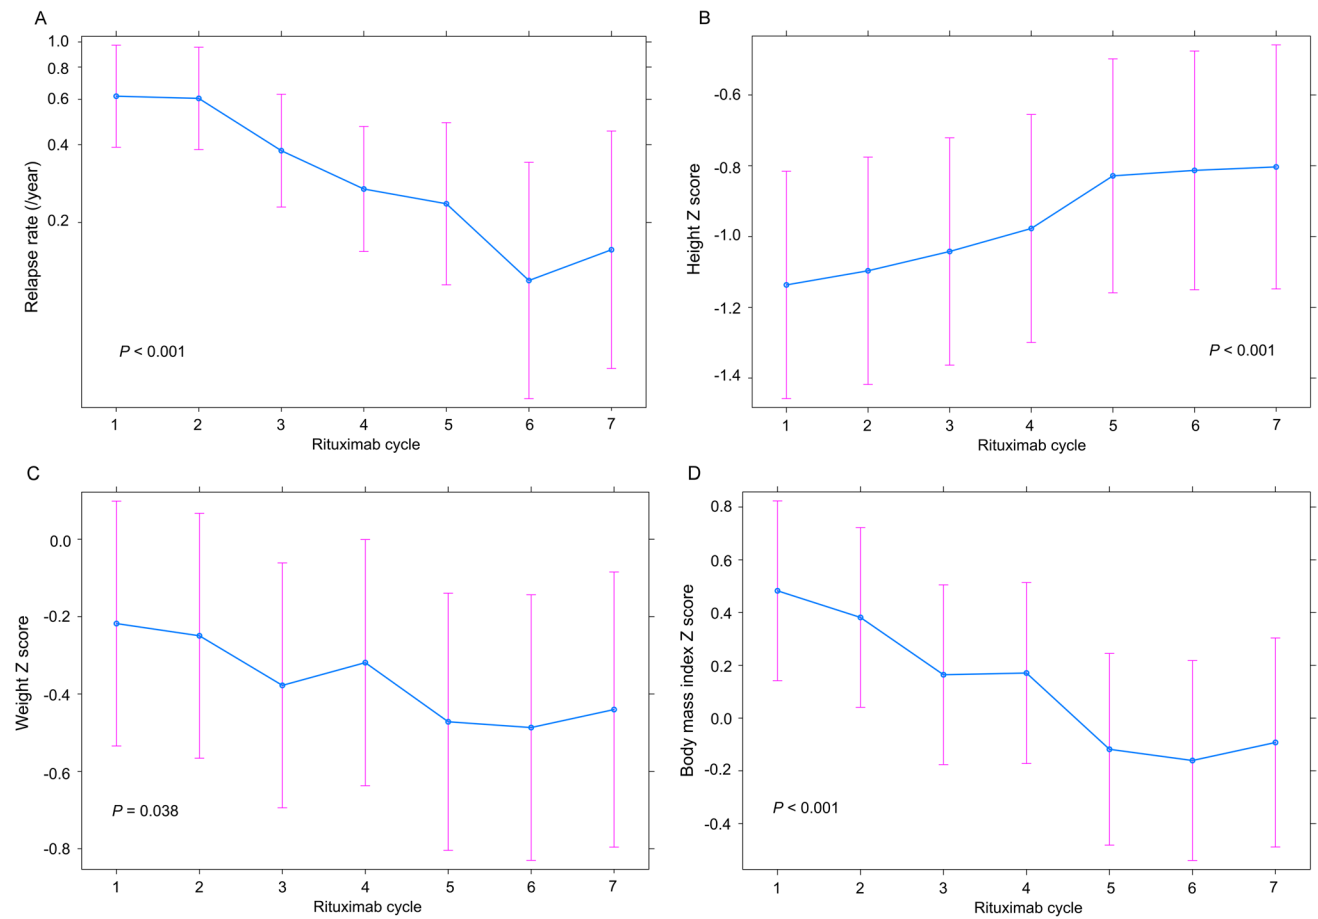 A
Relapse rate (/year)
1.0
0.8
0.6
0.4
0.2
P < 0.001
1 2 3 4 5 6 7
Rituximab cycle
B
Height Z score
-0.6
-0.8
-1.0
-1.2
-1.4
P < 0.001
1 2 3 4 5 6 7
Rituximab cycle
C
Weight Z score
0.0
-0.2
-0.4
-0.6
-0.8
P = 0.038
1 2 3 4 5 6 7
Rituximab cycle
D
Body mass index Z score
0.8
0.6
0.4
0.2
0.0
-0.2
-0.4
P < 0.001
1 2 3 4 5 6 7
Rituximab cycle